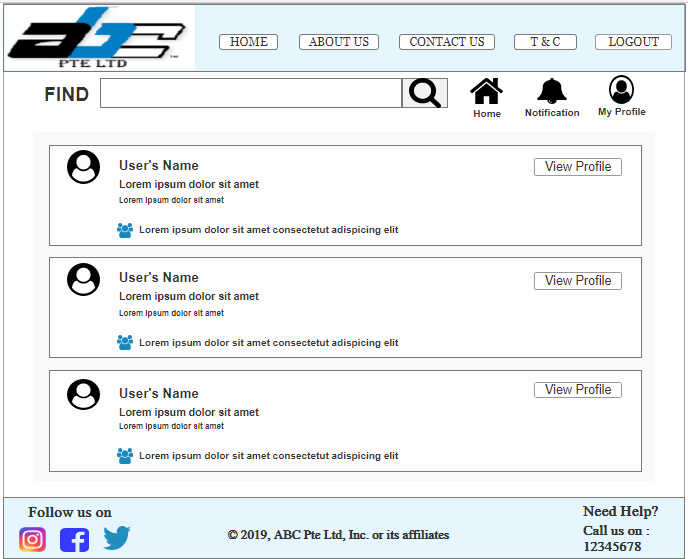 abc
PTE LTD
™
HOME
ABOUT US
CONTACT US
T & C
LOGOUT
FIND
Home
Notification
My Profile
User's Name
View Profile
Lorem ipsum dolor sit amet
Lorem ipsum dolor sit amet
Lorem ipsum dolor sit amet consectetut adispicing elit
User's Name
View Profile
Lorem ipsum dolor sit amet
Lorem ipsum dolor sit amet
Lorem ipsum dolor sit amet consectetut adispicing elit
User's Name
View Profile
Lorem ipsum dolor sit amet
Lorem ipsum dolor sit amet
Lorem ipsum dolor sit amet consectetut adispicing elit
Follow us on
© 2019, ABC Pte Ltd, Inc. or its affiliates
Need Help?
Call us on :
12345678